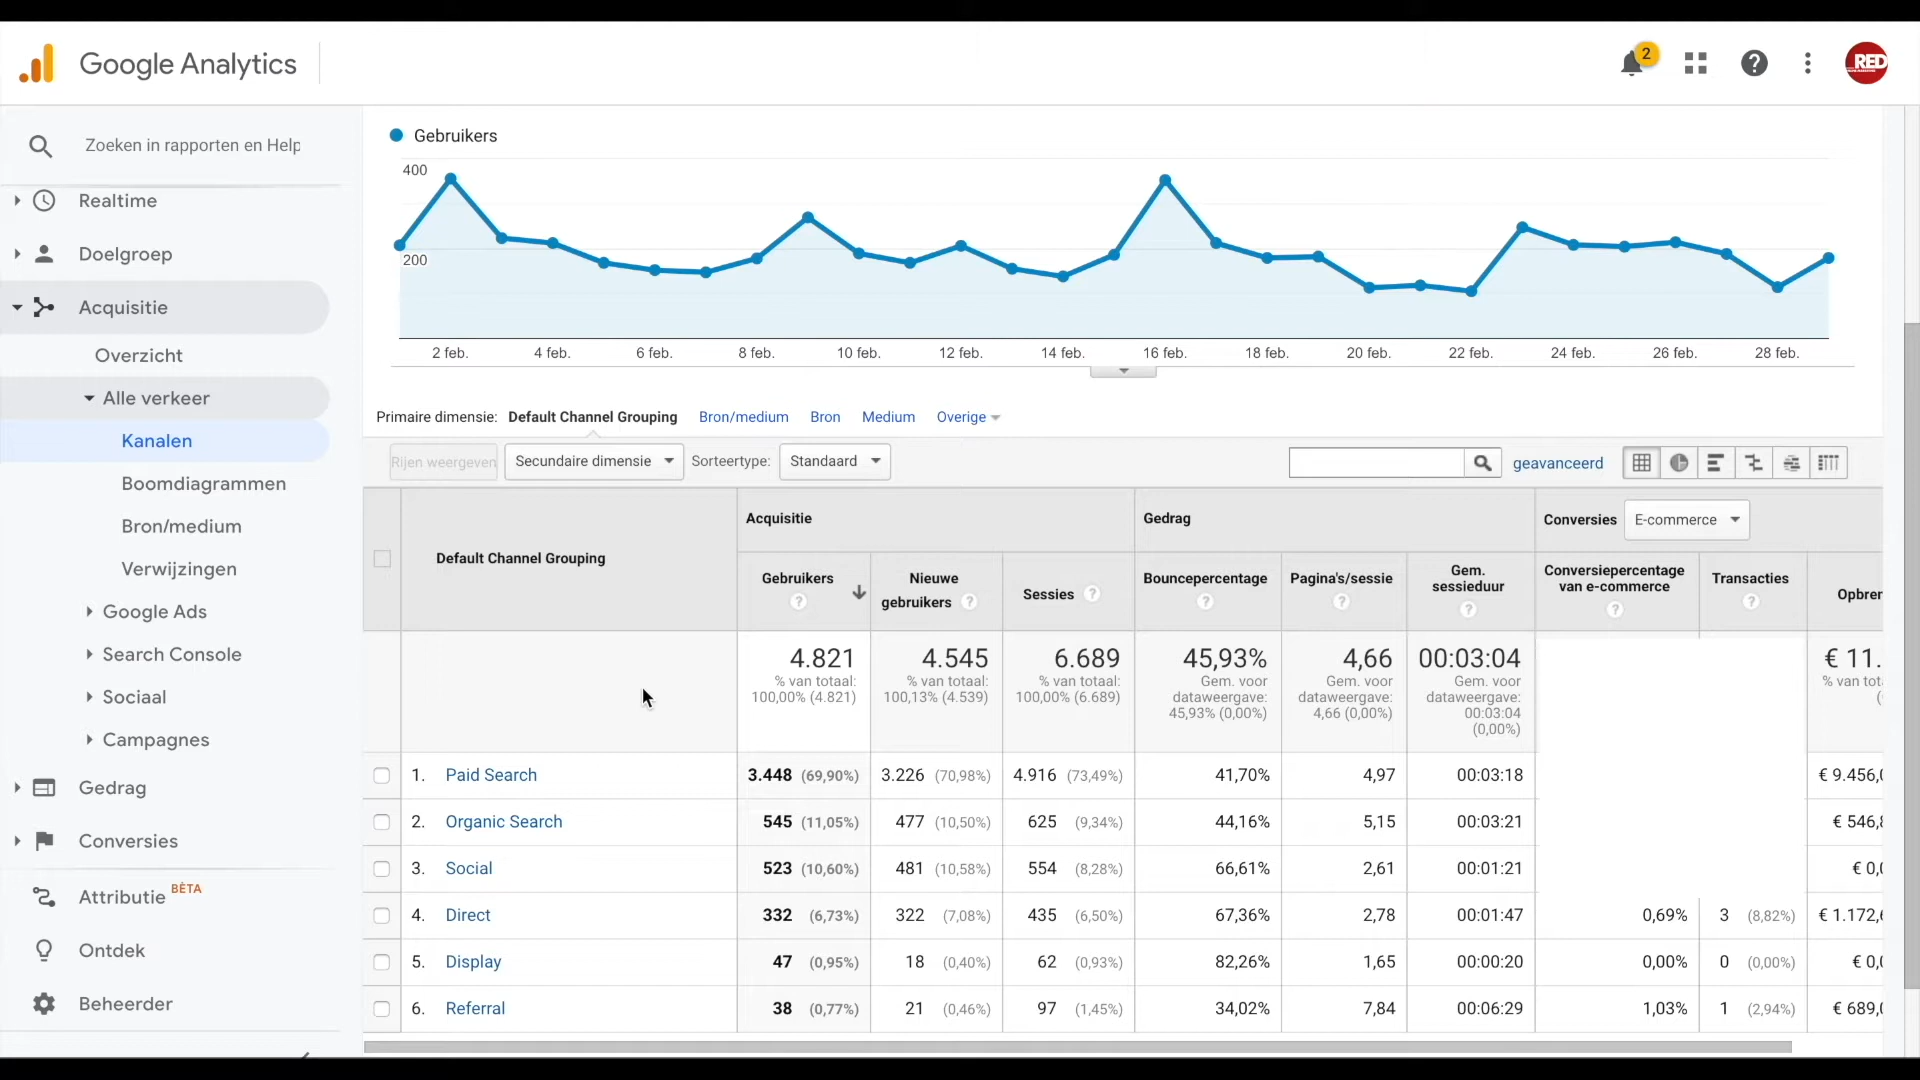 Google Analytics
2
RED
Zoeken in rapporten en Help
Realtime
Doelgroep
Acquisitie
Overzicht
Alle verkeer
Kanalen
Boomdiagrammen
Bron/medium
Verwijzingen
Google Ads
Search Console
Sociaal
Campagnes
Gedrag
Conversies
Attributie BÈTA
Ontdek
Beheerder
Gebruikers
400
200
2 feb. 4 feb. 6 feb. 8 feb. 10 feb. 12 feb. 14 feb. 16 feb. 18 feb. 20 feb. 22 feb. 24 feb. 26 feb. 28 feb.
Primaire dimensie: Default Channel Grouping Bron/medium Bron Medium Overige
Rijen weergeven Secundaire dimensie Sorteertype: Standaard geavanceerd
Default Channel Grouping
Acquisitie Gedrag Conversies E-commerce
Gebruikers
Nieuwe gebruikers
Sessies
Bouncepercentage
Pagina's/sessie
Gem. sessieduur
Conversiepercentage van e-commerce
Transacties
Opbrer
4.821 4.545 6.689 45,93% 4,66 00:03:04 € 11.
% van totaal: 100,00% (4.821)
% van totaal: 100,13% (4.539)
% van totaal: 100,00% (6.689)
Gem. voor dataweergave: 45,93% (0,00%)
Gem. voor dataweergave: 4,66 (0,00%)
Gem. voor dataweergave: 00:03:04 (0,00%)
% van tot
1. Paid Search 3.448 (69,90%) 3.226 (70,98%) 4.916 (73,49%) 41,70% 4,97 00:03:18 € 9.456,
2. Organic Search 545 (11,05%) 477 (10,50%) 625 (9,34%) 44,16% 5,15 00:03:21 € 546,
3. Social 523 (10,60%) 481 (10,58%) 554 (8,28%) 66,61% 2,61 00:01:21 € 0,
4. Direct 332 (6,73%) 322 (7,08%) 435 (6,50%) 67,36% 2,78 00:01:47 0,69% 3 (8,82%) € 1.172,
5. Display 47 (0,95%) 18 (0,40%) 62 (0,93%) 82,26% 1,65 00:00:20 0,00% 0 (0,00%) € 0,
6. Referral 38 (0,77%) 21 (0,46%) 97 (1,45%) 34,02% 7,84 00:06:29 1,03% 1 (2,94%) € 689,